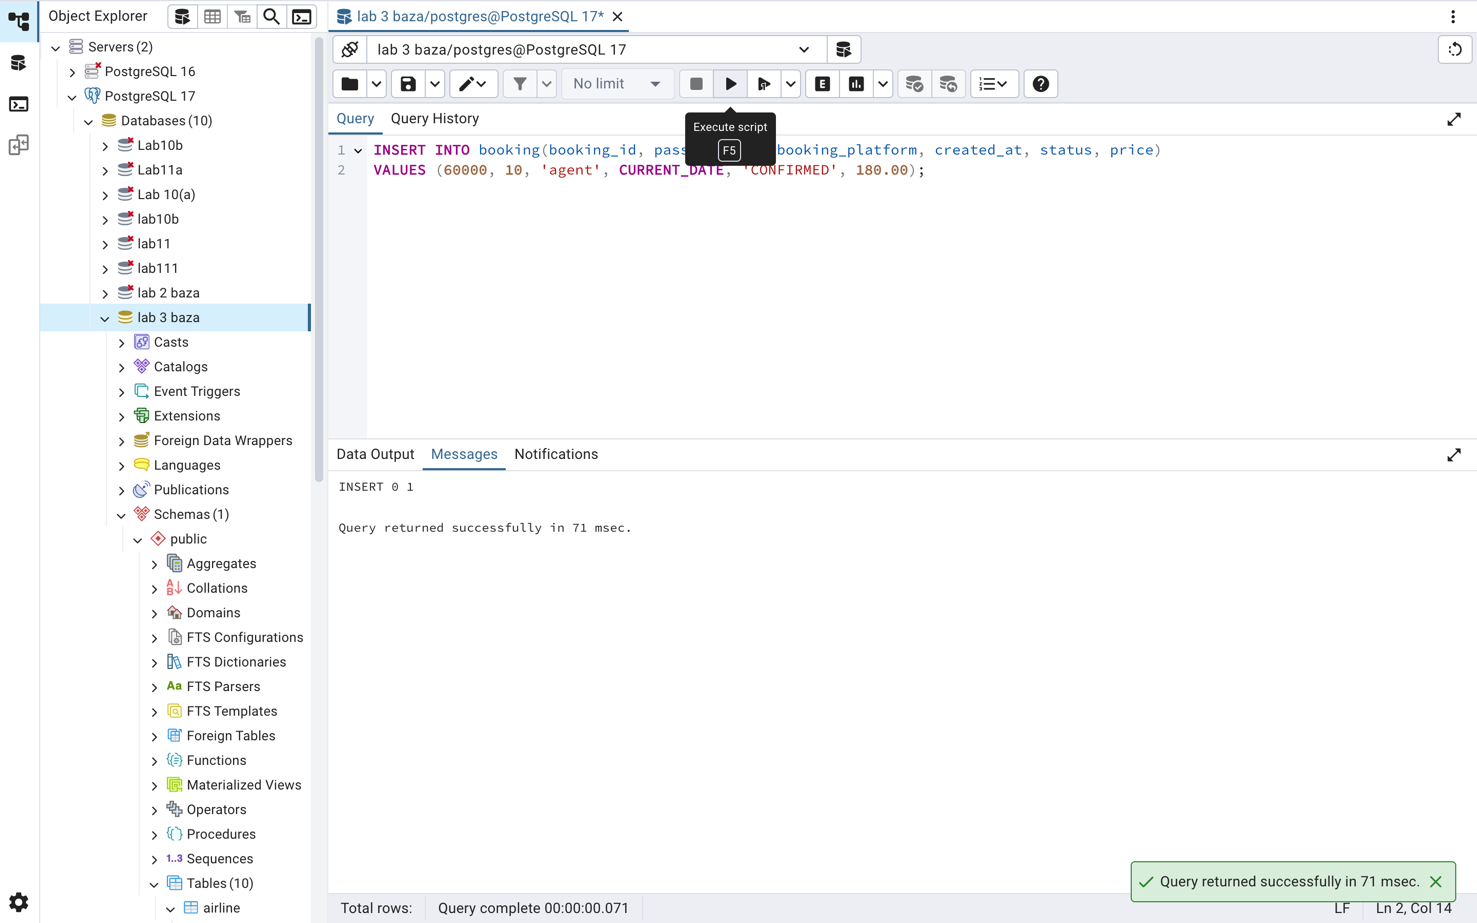 Object Explorer
lab 3 baza/postgres@PostgreSQL 17*
Servers (2)
PostgreSQL 16
PostgreSQL 17
Databases (10)
Lab10b
Lab11a
Lab 10(a)
lab10b
lab11
lab111
lab 2 baza
lab 3 baza
Casts
Catalogs
Event Triggers
Extensions
Foreign Data Wrappers
Languages
Publications
Schemas (1)
public
Aggregates
Collations
Domains
FTS Configurations
FTS Dictionaries
Aa FTS Parsers
FTS Templates
Foreign Tables
Functions
Materialized Views
Operators
Procedures
1..3 Sequences
Tables (10)
airline
lab 3 baza/postgres@PostgreSQL 17
No limit
E
Query Query History
Execute script
F5
1 INSERT INTO booking(booking_id, pass booking_platform, created_at, status, price)
2 VALUES (60000, 10, 'agent', CURRENT_DATE, 'CONFIRMED', 180.00);
Data Output Messages Notifications
INSERT 0 1
Query returned successfully in 71 msec.
Query returned successfully in 71 msec.
Total rows: Query complete 00:00:00.071 LF Ln 2, Col 14